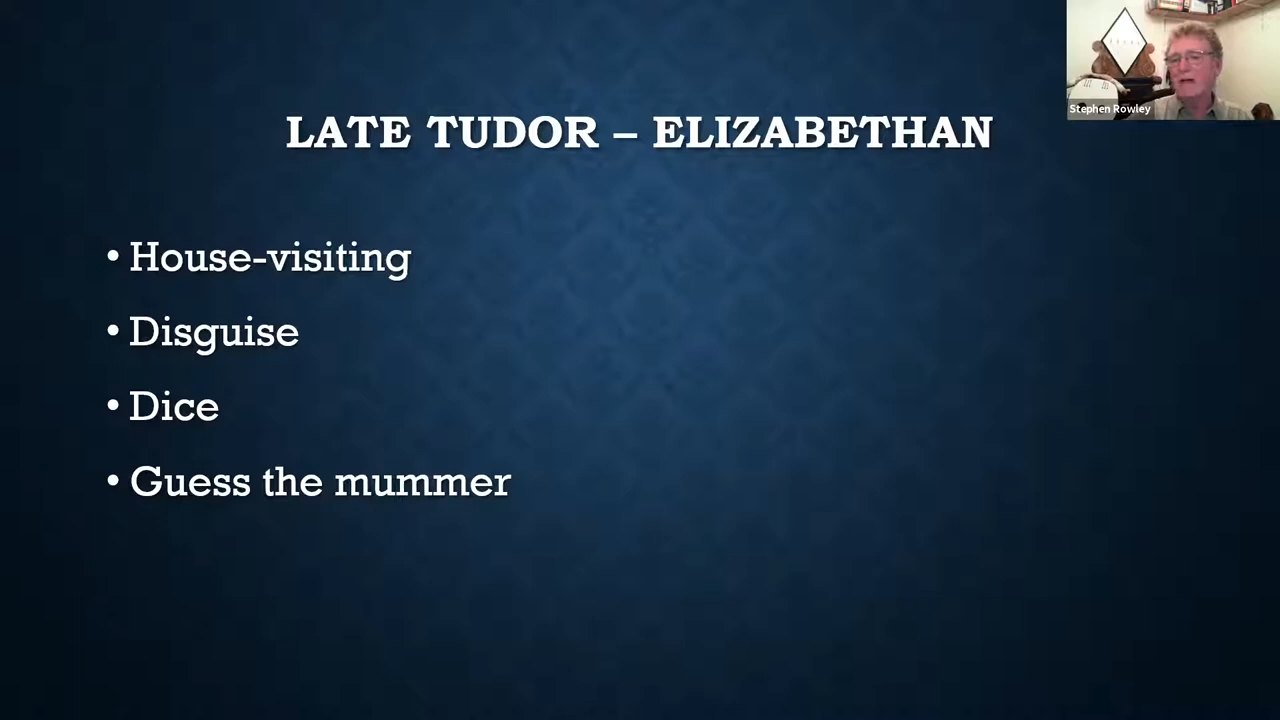 Stephen Rowley
LATE TUDOR – ELIZABETHAN
• House-visiting
• Disguise
• Dice
• Guess the mummer